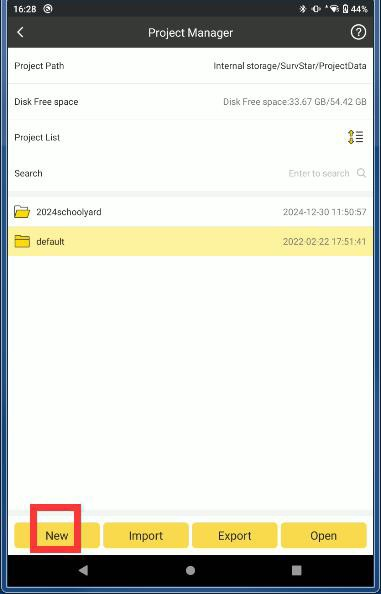 16:28 44%
Project Manager ?
Project Path Internal storage/SurvStar/ProjectData
Disk Free space Disk Free space:33.67 GB/54.42 GB
Project List
Search Enter to search
2024schoolyard 2024-12-30 11:50:57
default 2022-02-22 17:51:41
New Import Export Open